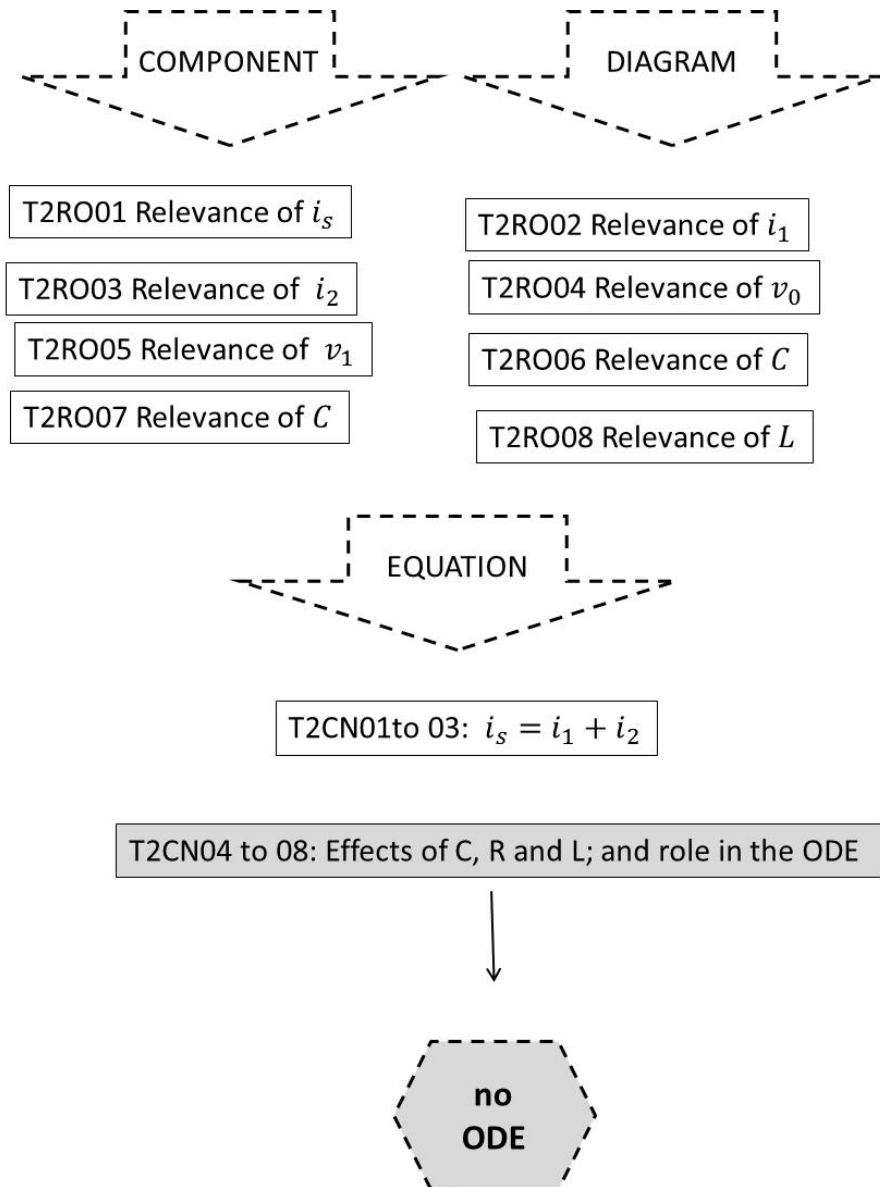 COMPONENT
DIAGRAM
T2RO01 Relevance of $i_s$
T2RO02 Relevance of $i_1$
T2RO03 Relevance of $i_2$
T2RO04 Relevance of $v_0$
T2RO05 Relevance of $v_1$
T2RO06 Relevance of $C$
T2RO07 Relevance of $C$
T2RO08 Relevance of $L$
EQUATION
T2CN01to 03: $i_s = i_1 + i_2$
T2CN04 to 08: Effects of C, R and L; and role in the ODE
no
ODE